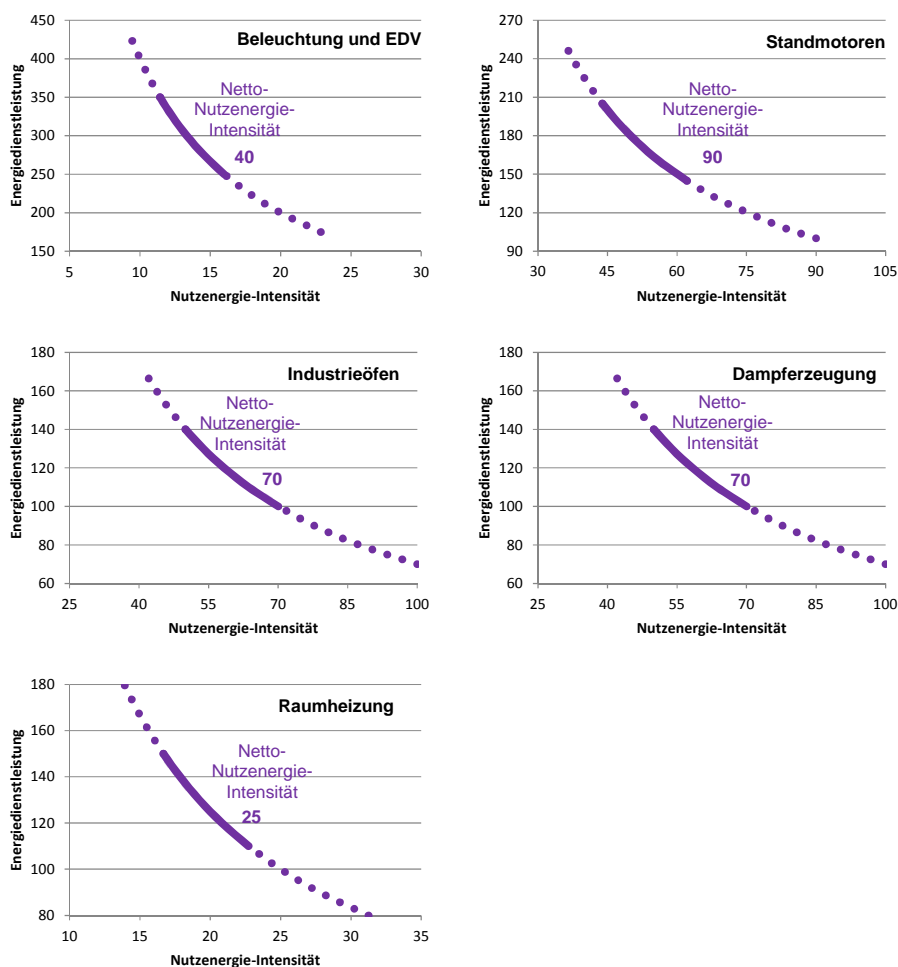 Beleuchtung und EDV
Energiedienstleistung
450
400
350
300
250
200
150
Netto-
Nutzenergie-
Intensität
40
5
10
15
20
25
30
Nutzenergie-Intensität
Standmotoren
Energiedienstleistung
270
240
210
180
150
120
90
Netto-
Nutzenergie-
Intensität
90
30
45
60
75
90
105
Nutzenergie-Intensität
Industrieöfen
Energiedienstleistung
180
160
140
120
100
80
60
Netto-
Nutzenergie-
Intensität
70
25
40
55
70
85
100
Nutzenergie-Intensität
Dampferzeugung
Energiedienstleistung
180
160
140
120
100
80
60
Netto-
Nutzenergie-
Intensität
70
25
40
55
70
85
100
Nutzenergie-Intensität
Raumheizung
Energiedienstleistung
180
160
140
120
100
80
Netto-
Nutzenergie-
Intensität
25
10
15
20
25
30
35
Nutzenergie-Intensität